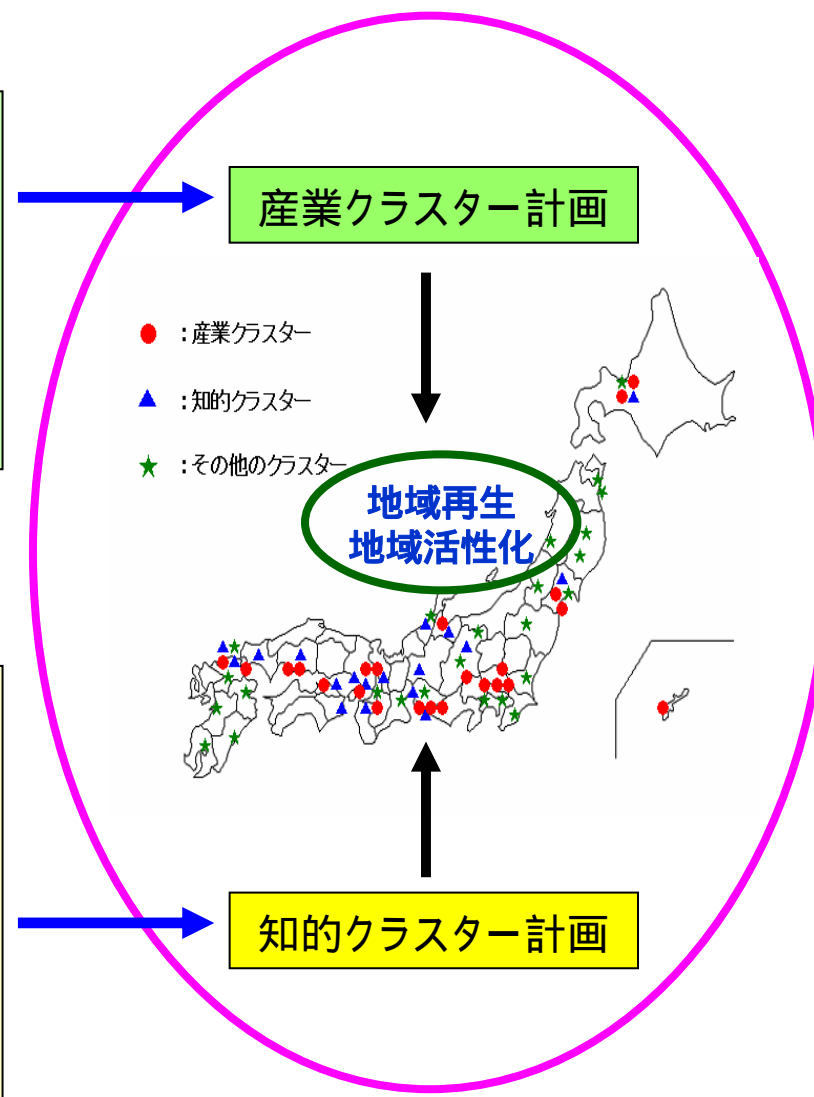 産業クラスター計画
：産業クラスター
：知的クラスター
：その他のクラスター
地域再生
地域活性化
知的クラスター計画